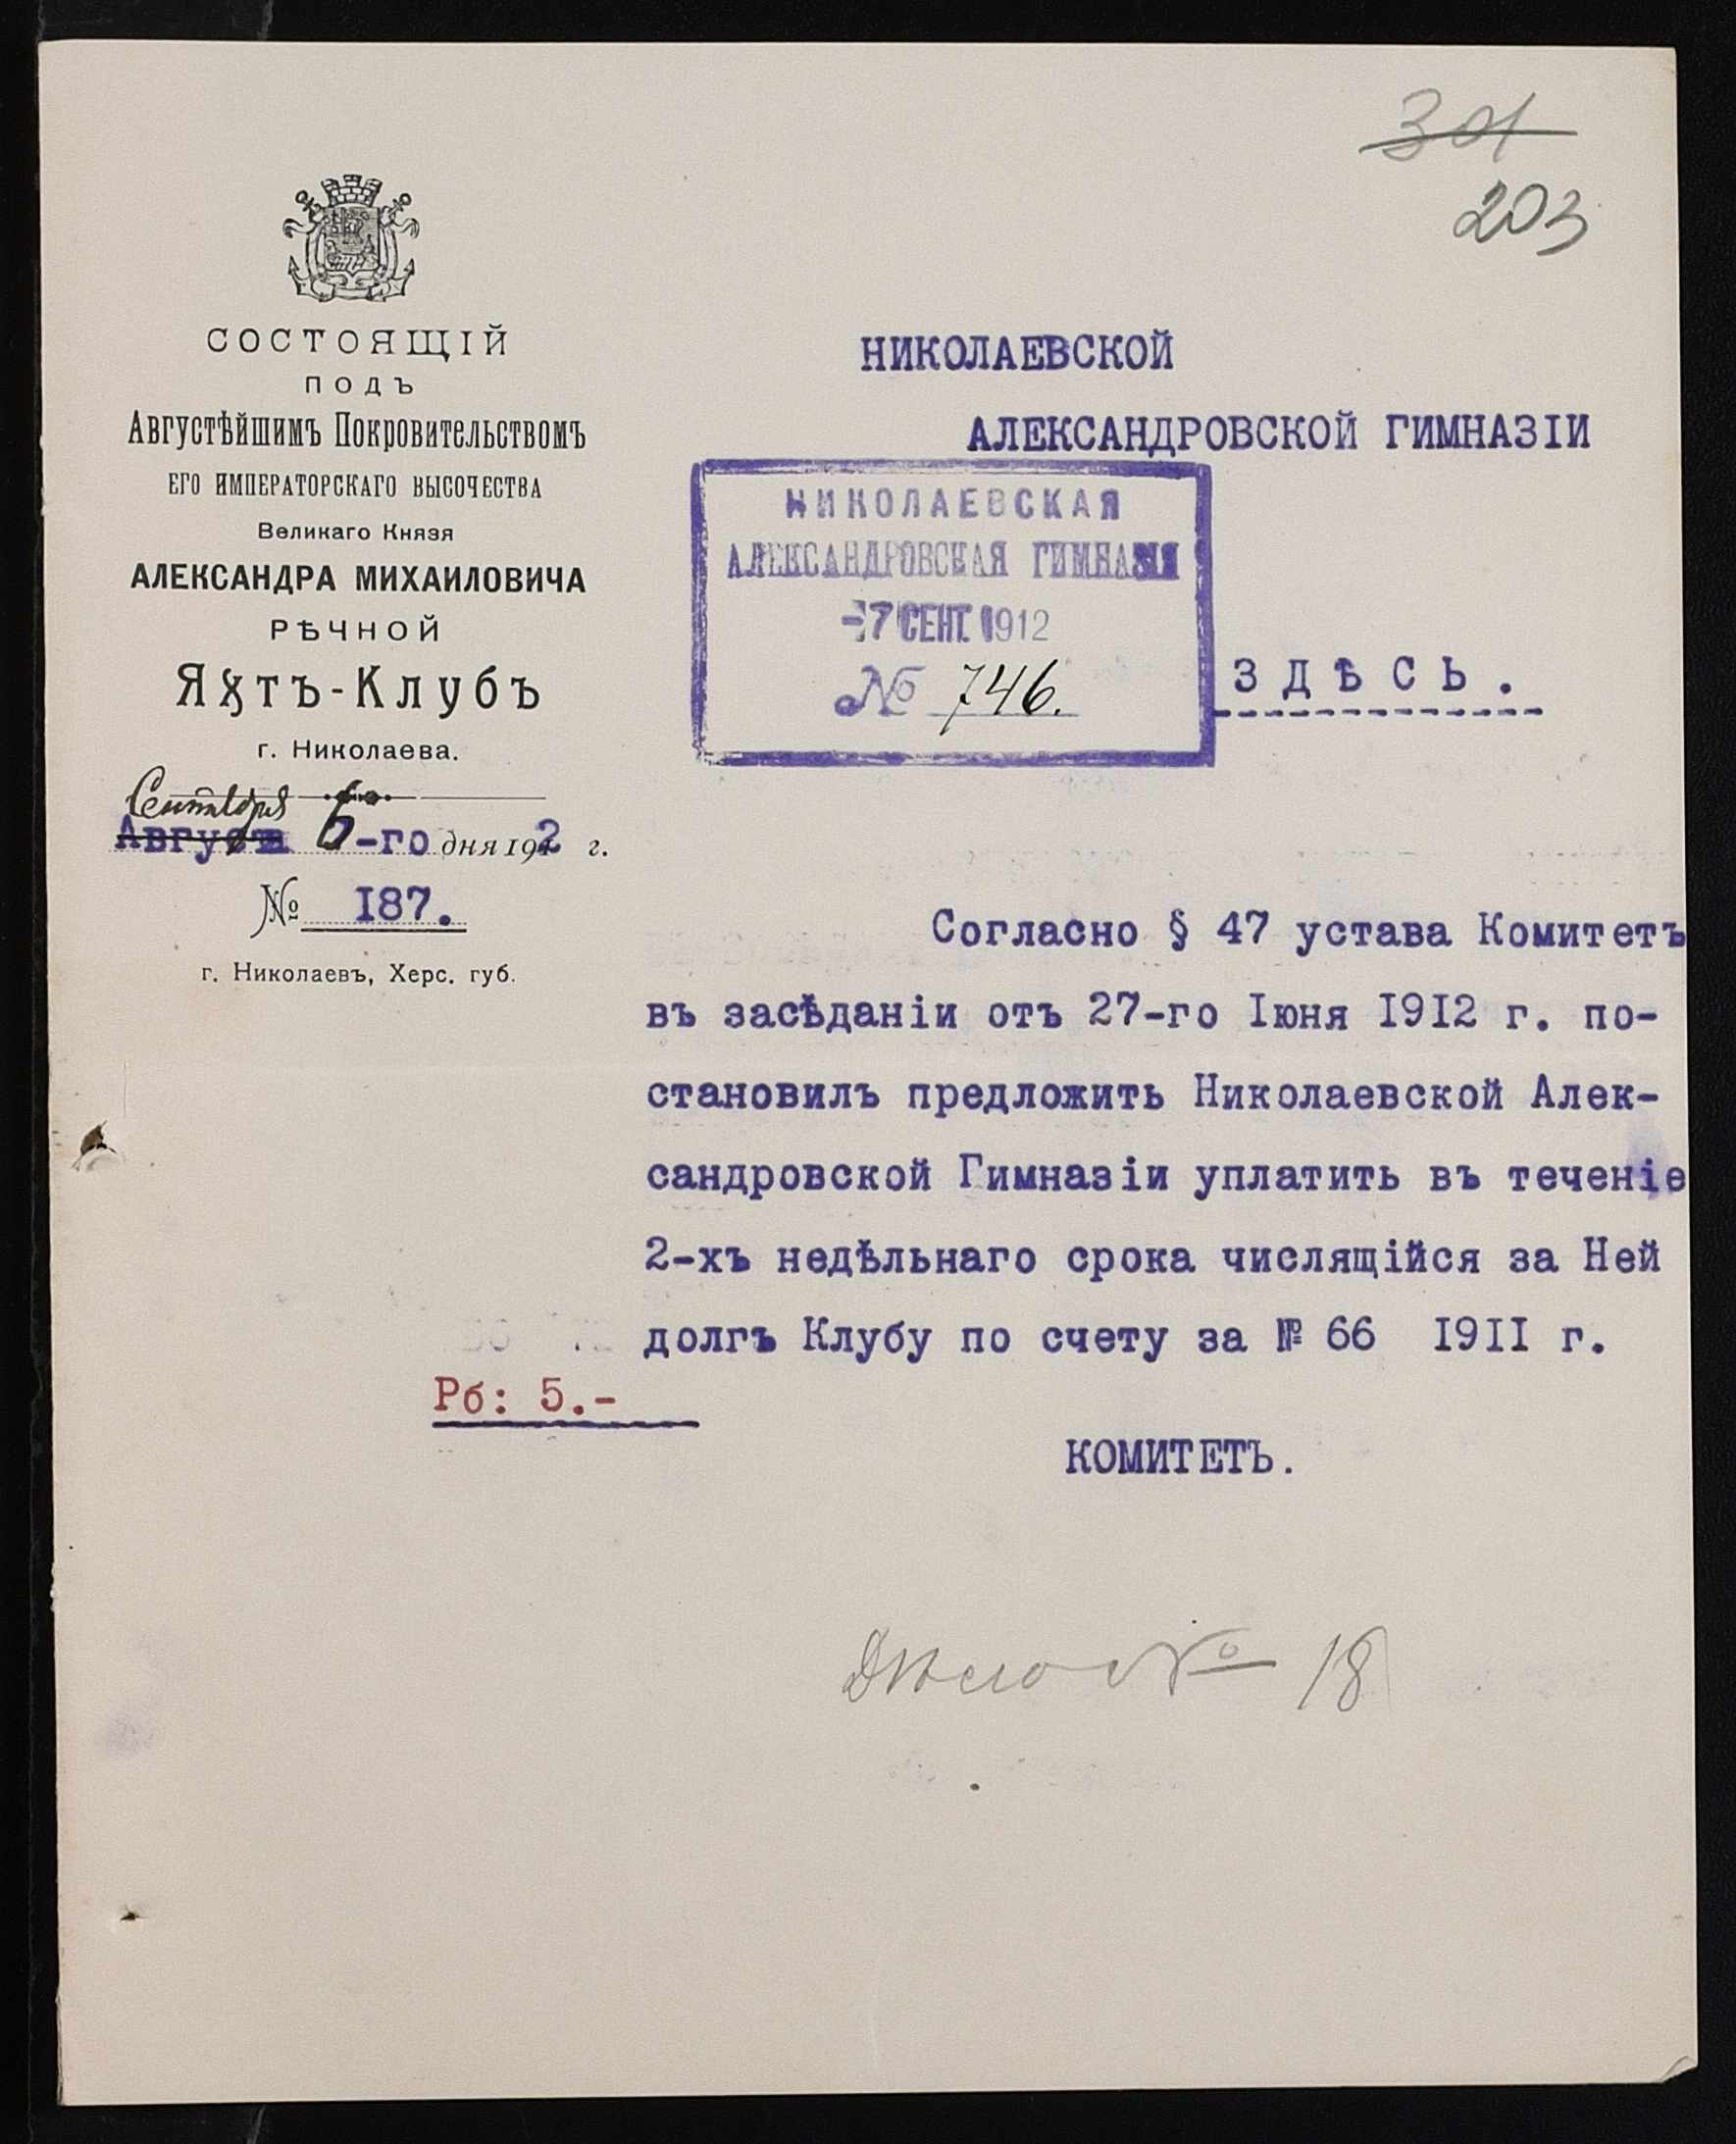 203
СОСТОЯЩІЙ
ПОДЪ
Августѣйшимъ Покровительствомъ
ЕГО ИМПЕРАТОРСКАГО ВЫСОЧЕСТВА
Великаго Князя
АЛЕКСАНДРА МИХАИЛОВИЧА
РѢЧНОЙ
Яхтъ-Клубъ
г. Николаева.
Сентября
Августа 6-го дня 1912 г.
№ 187.
г. Николаевъ, Херс. губ.
НИКОЛАЕВСКОЙ
АЛЕКСАНДРОВСКОЙ ГИМНАЗІИ
НИКОЛАЕВСКАЯ
АЛЕКСАНДРОВСКАЯ ГИМНАЗІЯ
-7 СЕНТ. 1912
№ 746.
ЗДѢСЬ.
Согласно § 47 устава Комитетъ
въ засѣданіи отъ 27-го Іюня 1912 г. по-
становилъ предложить Николаевской Алек-
сандровской Гимназіи уплатить въ теченіе
2-хъ недѣльнаго срока числящійся за Ней
долгъ Клубу по счету за № 66 1911 г.
Рб: 5.-
КОМИТЕТЪ.
Дѣло № 18